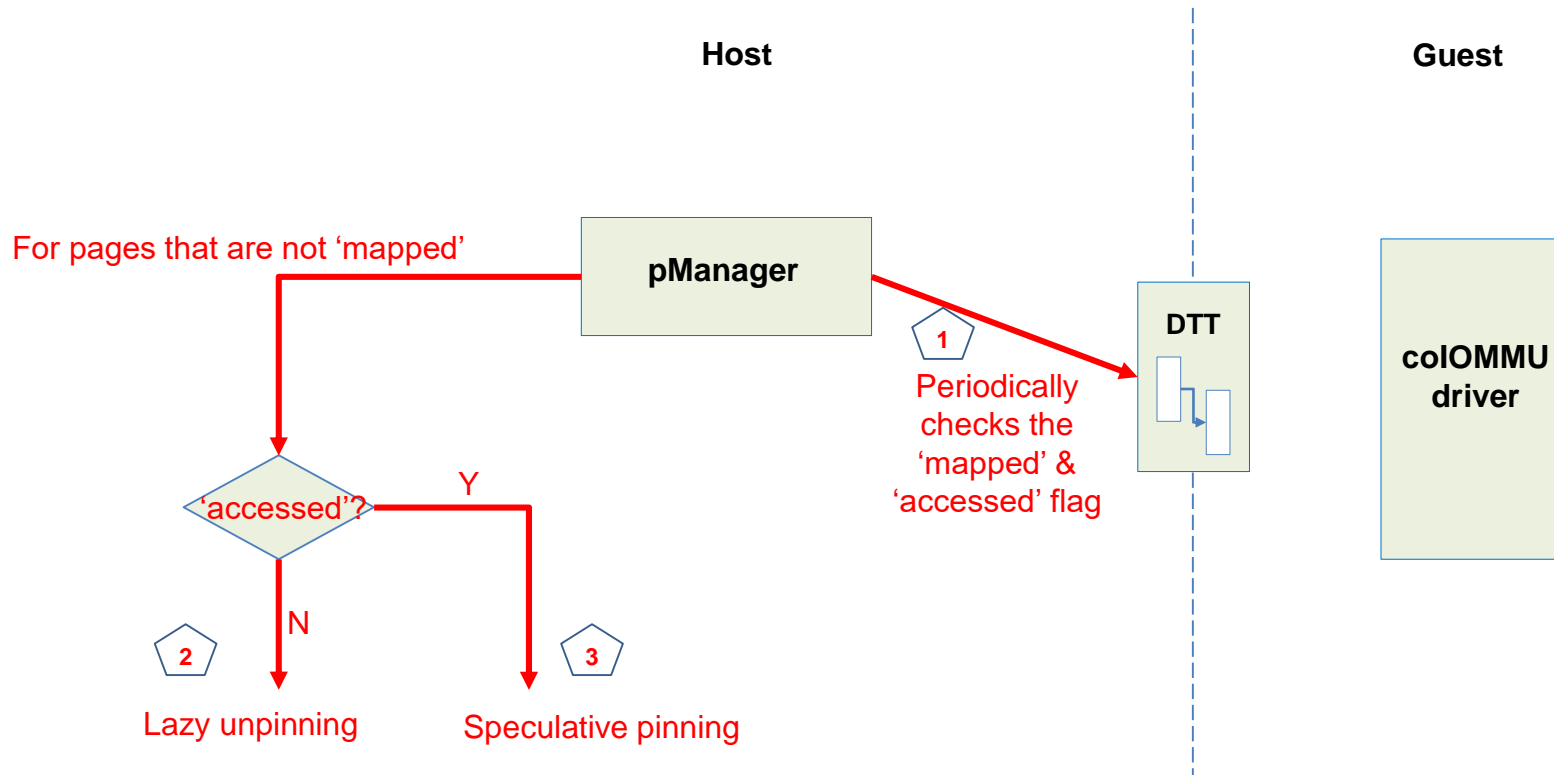 Host
Guest
For pages that are not ‘mapped’
pManager
1
Periodically
checks the
‘mapped’ &
‘accessed’ flag
DTT
coIOMMU
driver
‘accessed’?
Y
N
2
3
Lazy unpinning
Speculative pinning